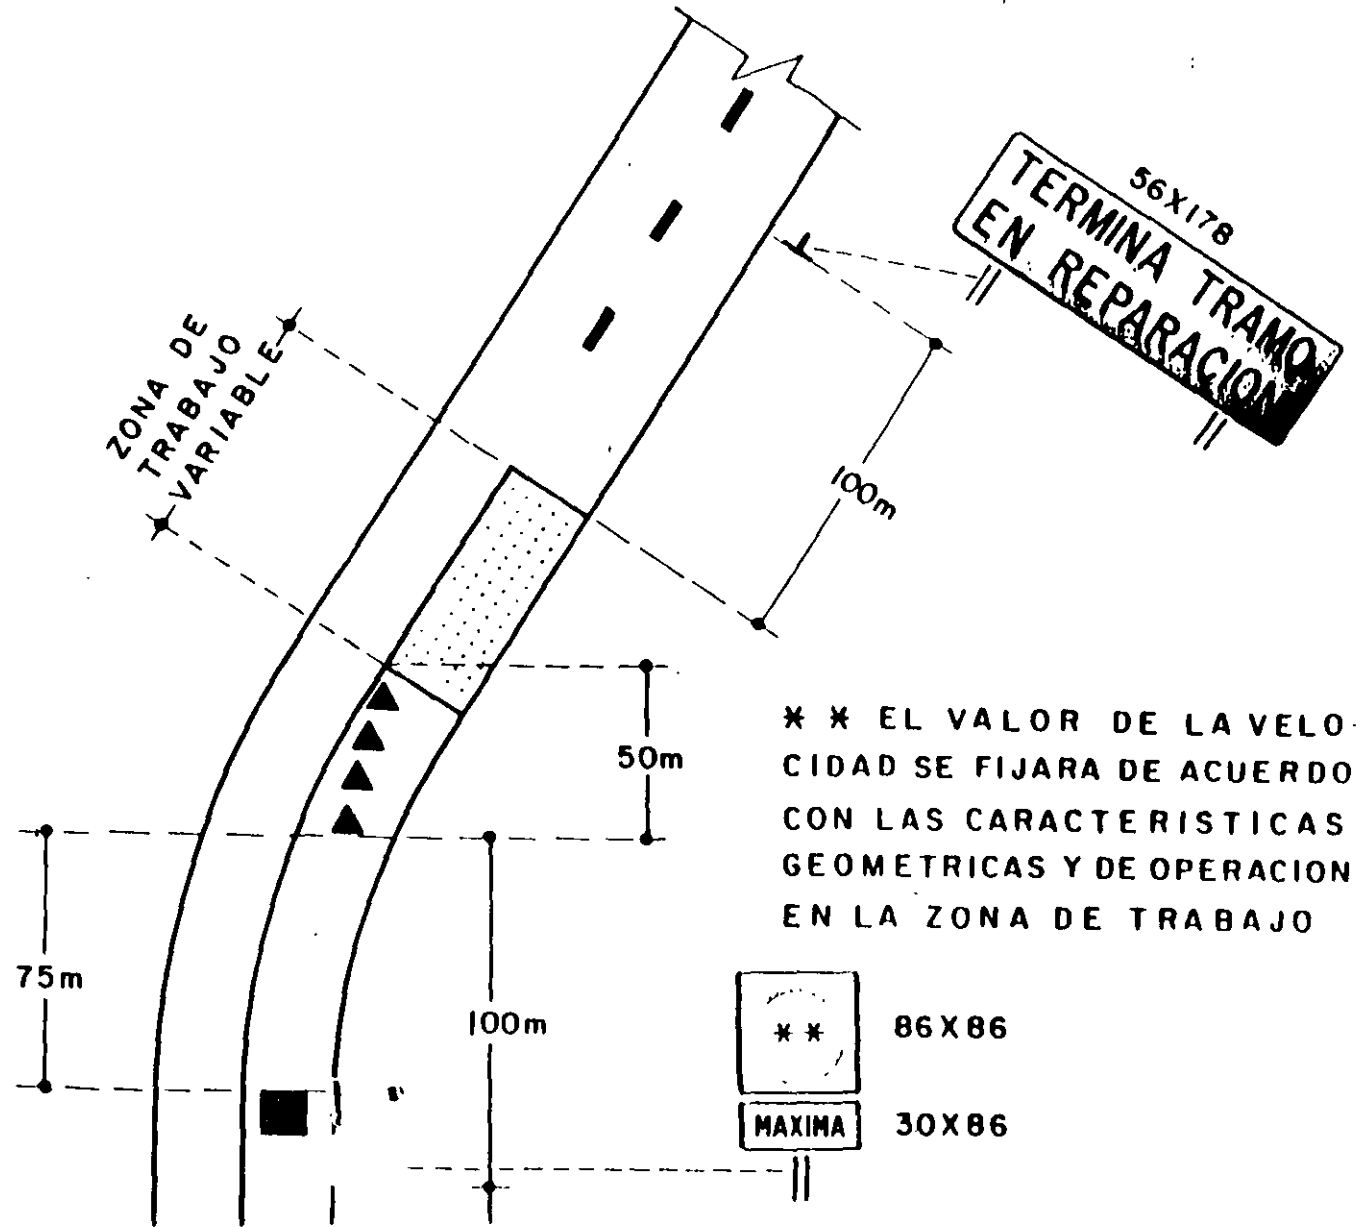 56X178
TERMINA TRAMO
EN REPARACION
ZONA DE
TRABAJO
VARIABLE
100m
50m
** EL VALOR DE LA VELO-
CIDAD SE FIJARA DE ACUERDO
CON LAS CARACTERISTICAS
GEOMETRICAS Y DE OPERACION
EN LA ZONA DE TRABAJO
75m
100m
**
86X86
MAXIMA
30X86